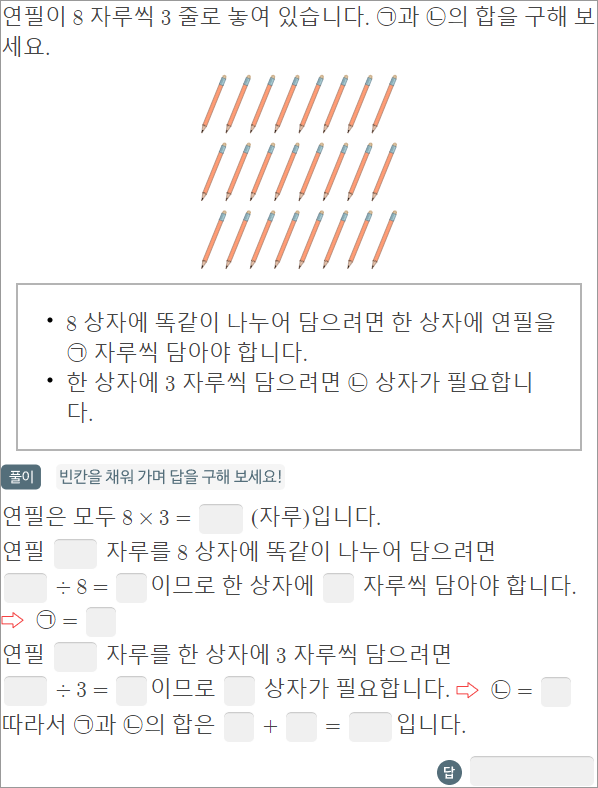 연필이 8 자루씩 3 줄로 놓여 있습니다. ㉠과 ㉡의 합을 구해 보
세요.
• 8 상자에 똑같이 나누어 담으려면 한 상자에 연필을
㉠ 자루씩 담아야 합니다.
• 한 상자에 3 자루씩 담으려면 ㉡ 상자가 필요합니
다.
풀이 빈칸을 채워 가며 답을 구해 보세요!
연필은 모두 8 × 3 = (자루)입니다.
연필 자루를 8 상자에 똑같이 나누어 담으려면
÷ 8 = 이므로 한 상자에 자루씩 담아야 합니다.
⇨ ㉠ =
연필 자루를 한 상자에 3 자루씩 담으려면
÷ 3 = 이므로 상자가 필요합니다. ⇨ ㉡ =
따라서 ㉠과 ㉡의 합은 + = 입니다.
답